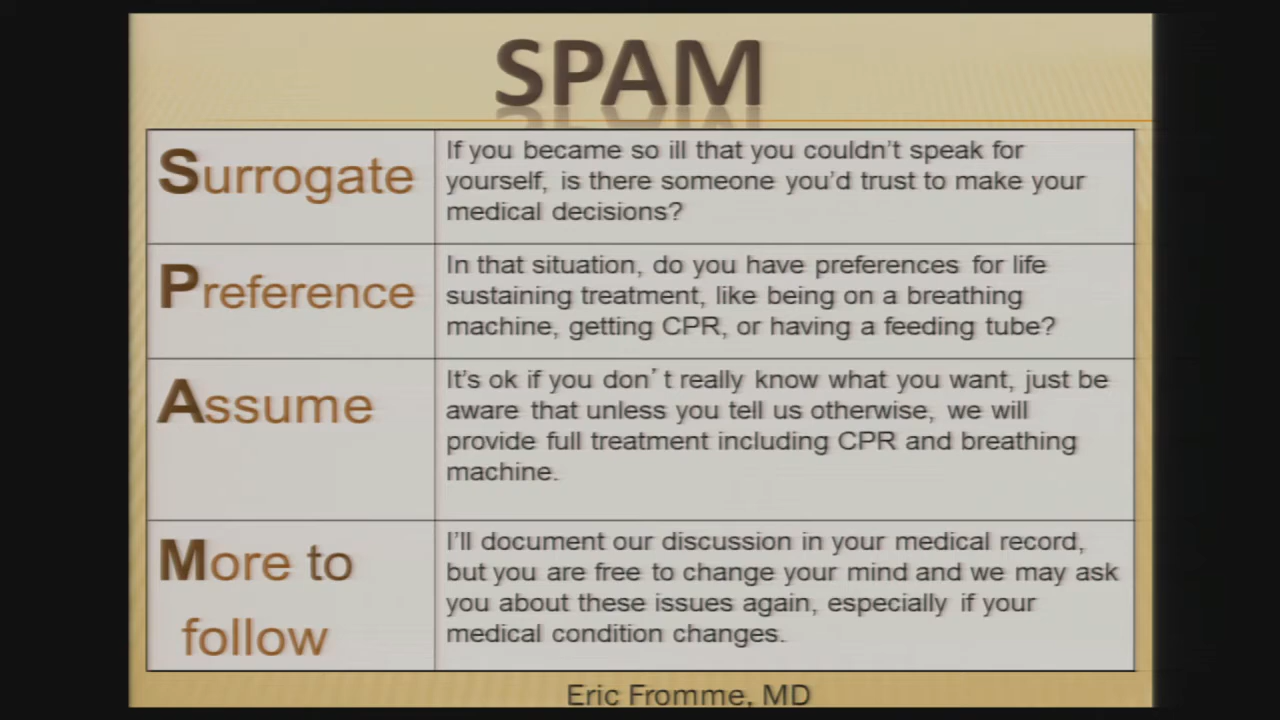 SPAM
Surrogate
If you became so ill that you couldn't speak for
yourself, is there someone you'd trust to make your
medical decisions?
Preference
In that situation, do you have preferences for life
sustaining treatment, like being on a breathing
machine, getting CPR, or having a feeding tube?
Assume
It's ok if you don't really know what you want, just be
aware that unless you tell us otherwise, we will
provide full treatment including CPR and breathing
machine.
More to
follow
I'll document our discussion in your medical record,
but you are free to change your mind and we may ask
you about these issues again, especially if your
medical condition changes.
Eric Fromme, MD